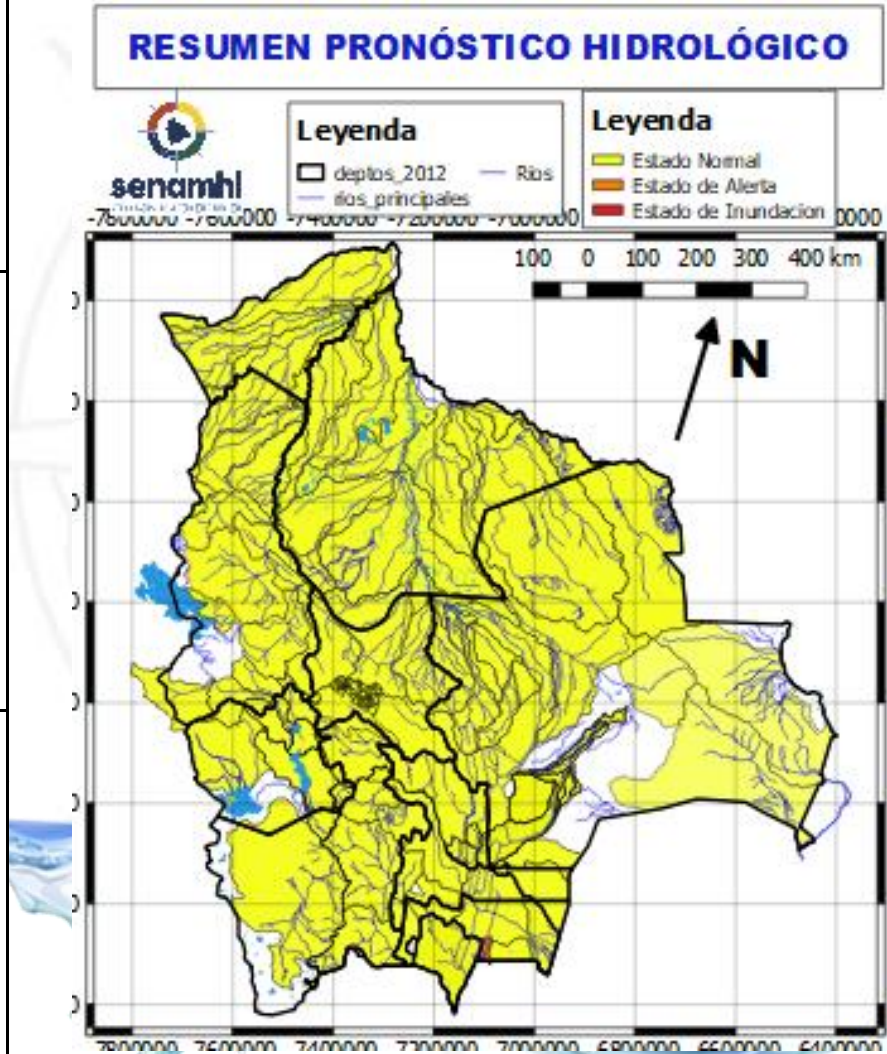 RESUMEN PRONÓSTICO HIDROLÓGICO
senamhi
Leyenda
deptos_2012
Rios
rios_principales
Leyenda
Estado Normal
Estado de Alerta
Estado de Inundacion
-7800000 -7600000 -7400000 -7200000 -7000000
100 0 100 200 300 400 km
N
-7800000 -7600000 -7400000 -7200000 -7000000 -6800000 -6600000 -6400000